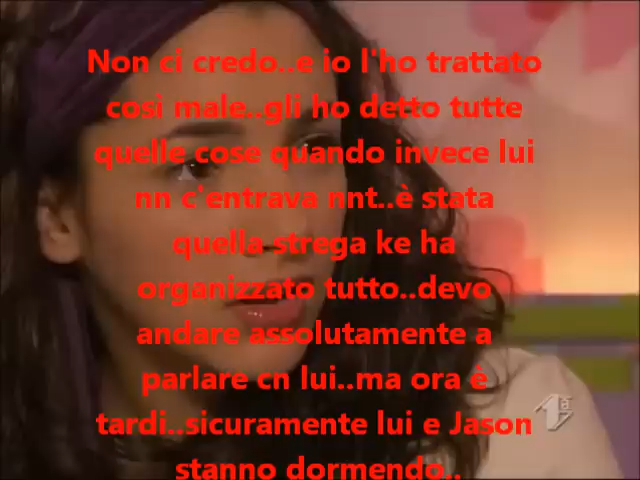 Non ci credo..e io l'ho trattato
così male..gli ho detto tutte
quelle cose quando invece lui
nn c'entrava nnt..è stata
quella strega ke ha
organizzato tutto..devo
andare assolutamente a
parlare cn lui..ma ora è
tardi..sicuramente lui e Jason
stanno dormendo..
1ª